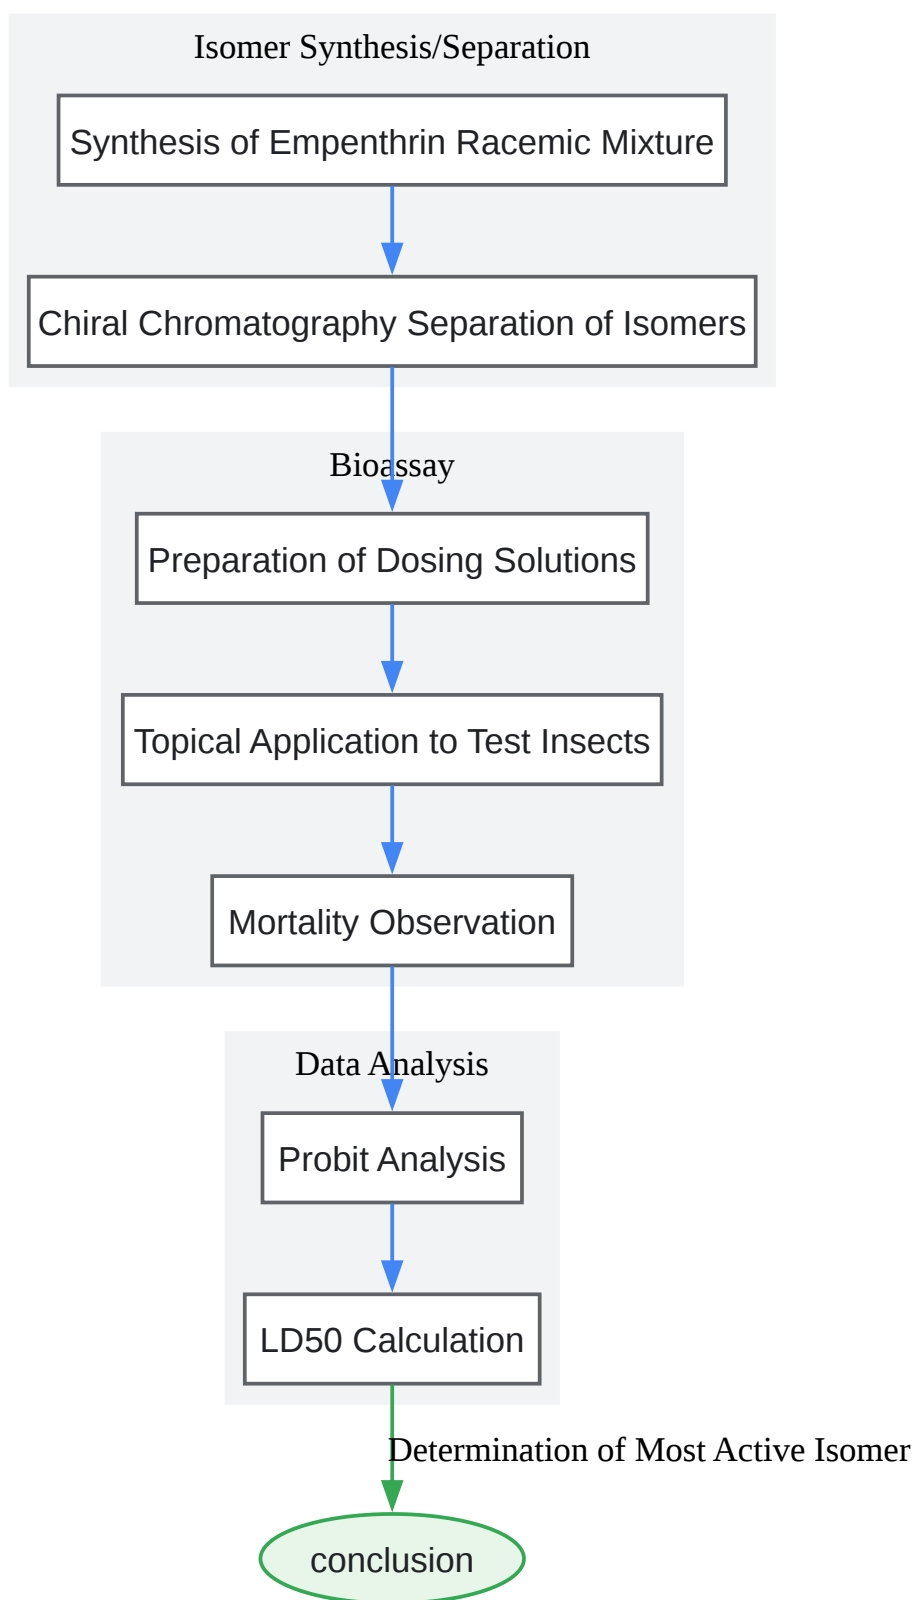 Isomer Synthesis/Separation
Synthesis of Empenthrin Racemic Mixture
Chiral Chromatography Separation of Isomers
Bioassay
Preparation of Dosing Solutions
Topical Application to Test Insects
Mortality Observation
Data Analysis
Probit Analysis
LD50 Calculation
Determination of Most Active Isomer
conclusion